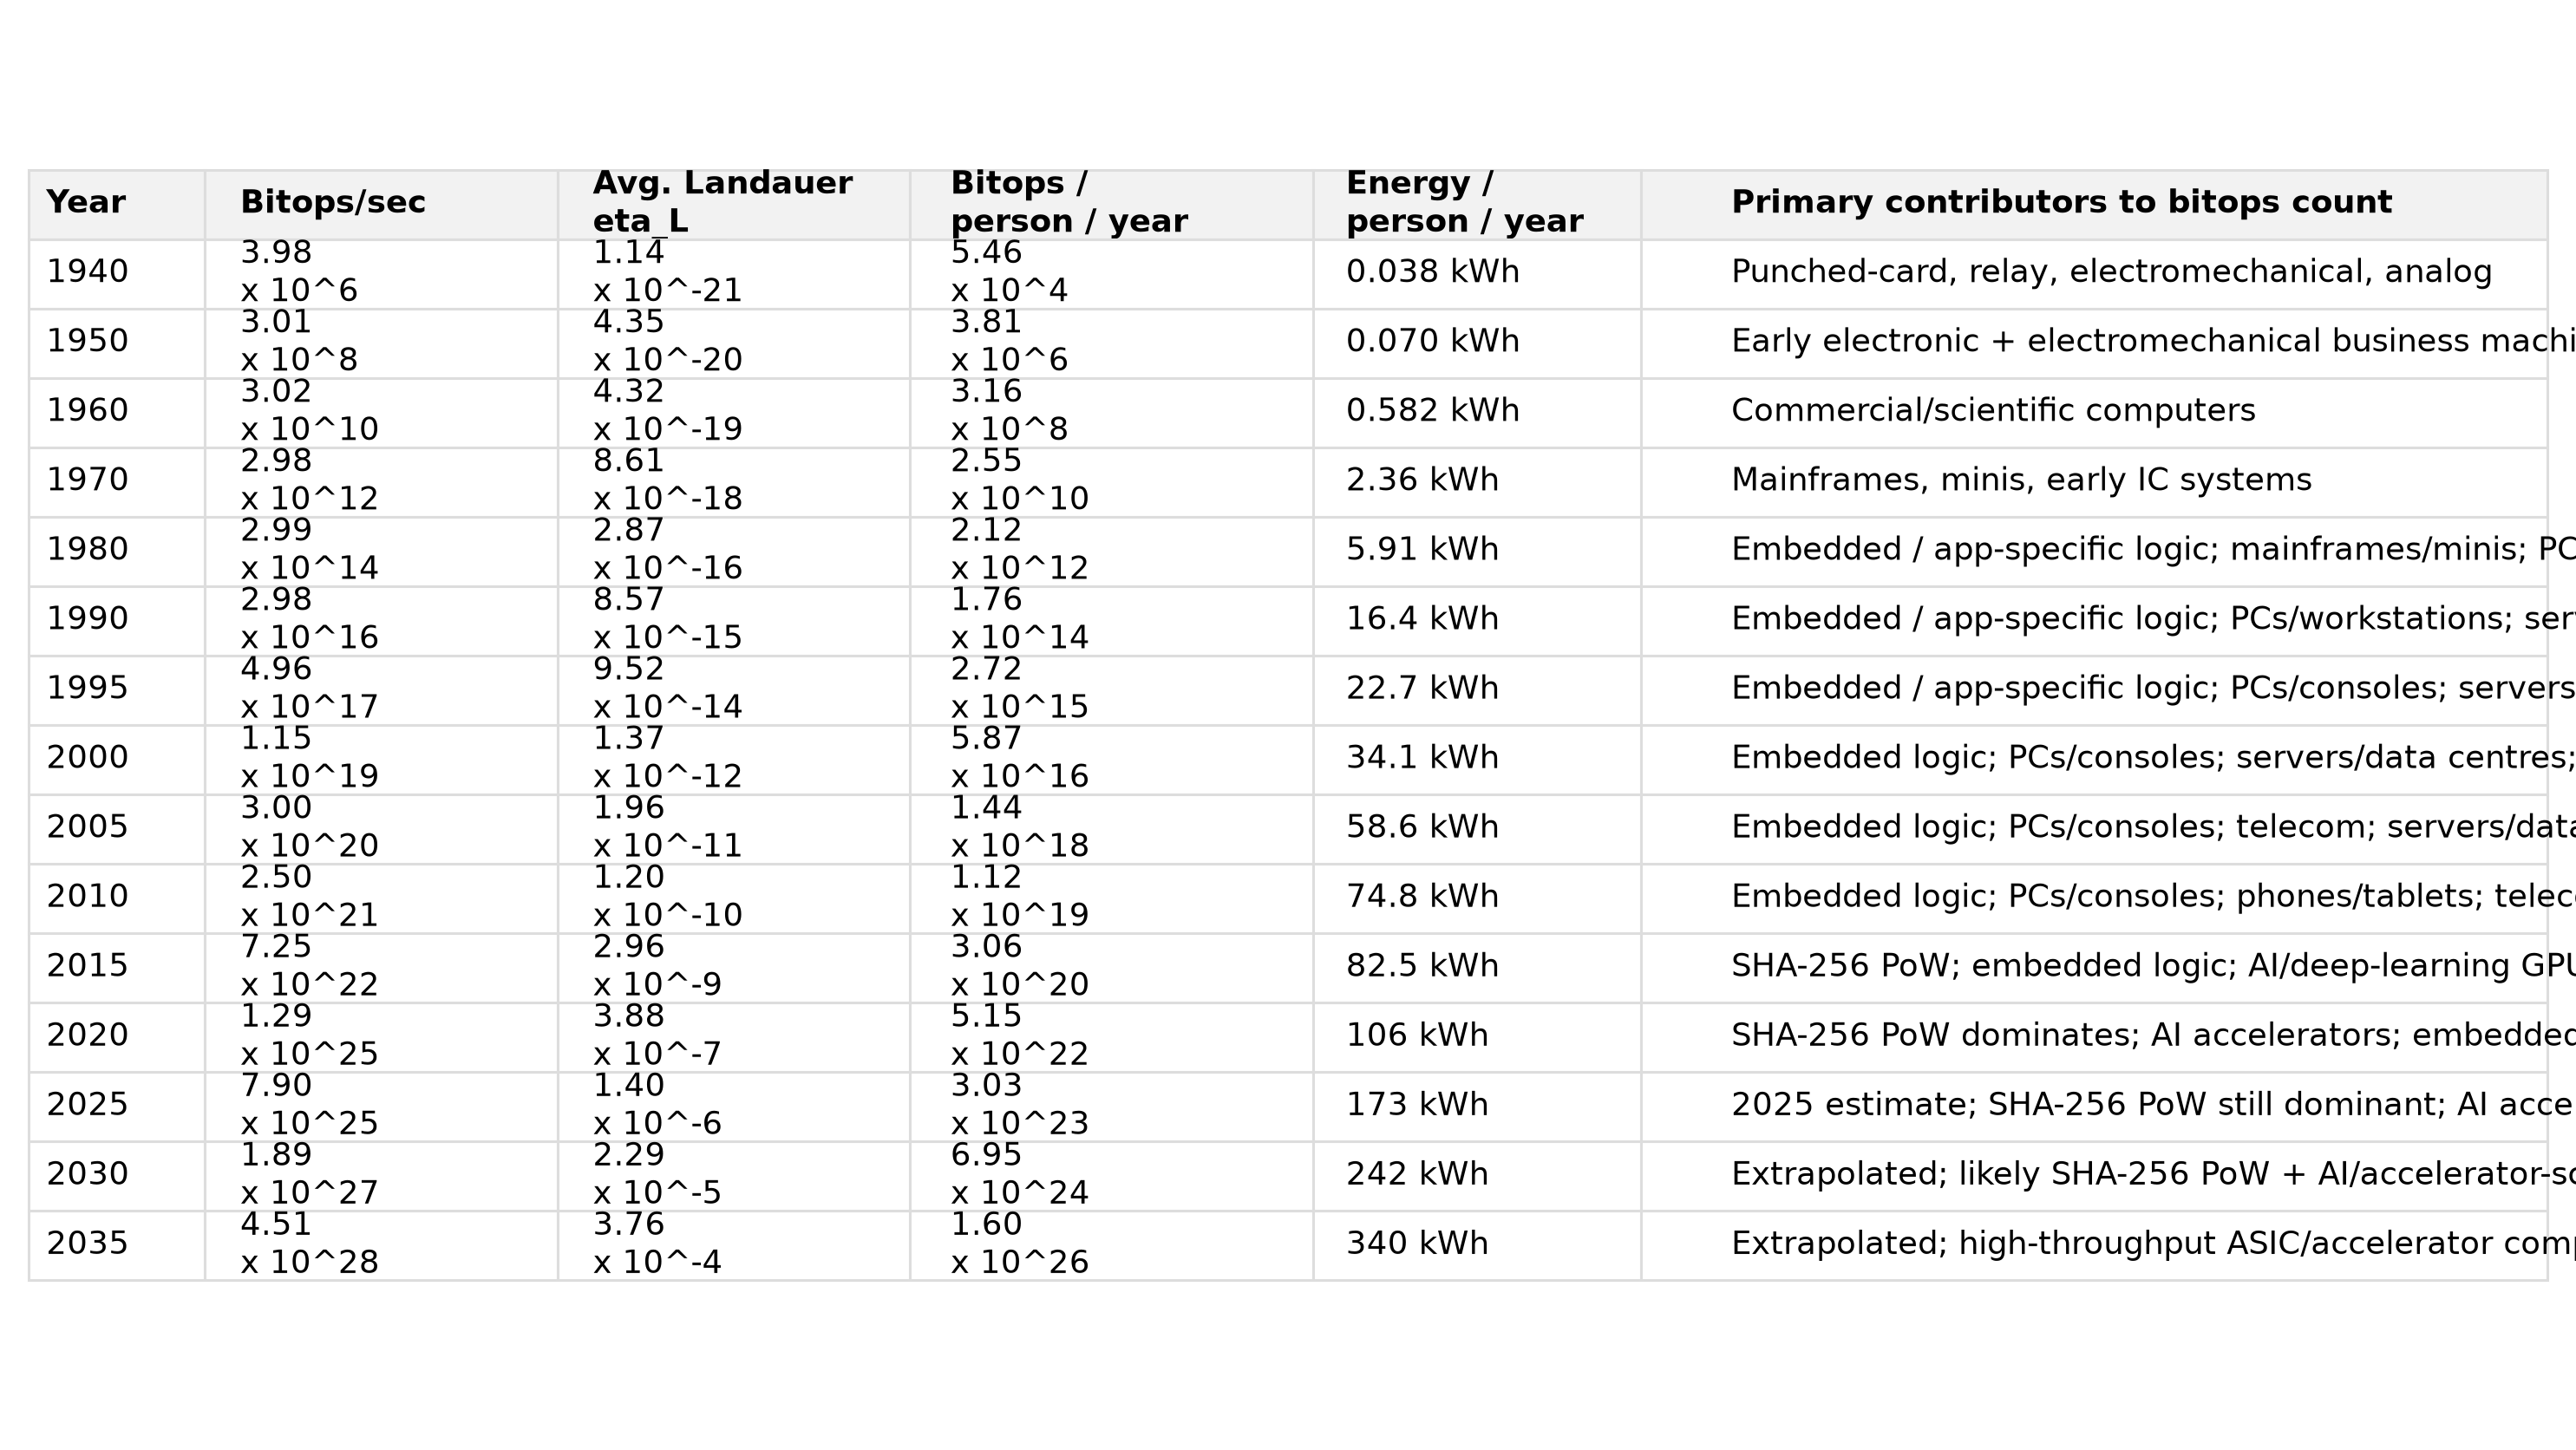 Year Bitops/sec Avg. Landauer eta_L Bitops / person / year Energy / person / year Primary contributors to bitops count
1940 3.98 x 10^6 1.14 x 10^-21 5.46 x 10^4 0.038 kWh Punched-card, relay, electromechanical, analog
1950 3.01 x 10^8 4.35 x 10^-20 3.81 x 10^6 0.070 kWh Early electronic + electromechanical business
1960 3.02 x 10^10 4.32 x 10^-19 3.16 x 10^8 0.582 kWh Commercial/scientific computers
1970 2.98 x 10^12 8.61 x 10^-18 2.55 x 10^10 2.36 kWh Mainframes, minis, early IC systems
1980 2.99 x 10^14 2.87 x 10^-16 2.12 x 10^12 5.91 kWh Embedded / app-specific logic; mainframes/minis;
1990 2.98 x 10^16 8.57 x 10^-15 1.76 x 10^14 16.4 kWh Embedded / app-specific logic; PCs/workstations;
1995 4.96 x 10^17 9.52 x 10^-14 2.72 x 10^15 22.7 kWh Embedded / app-specific logic; PCs/consoles; servers
2000 1.15 x 10^19 1.37 x 10^-12 5.87 x 10^16 34.1 kWh Embedded logic; PCs/consoles; servers/data centres;
2005 3.00 x 10^20 1.96 x 10^-11 1.44 x 10^18 58.6 kWh Embedded logic; PCs/consoles; telecom; servers/data
2010 2.50 x 10^21 1.20 x 10^-10 1.12 x 10^19 74.8 kWh Embedded logic; PCs/consoles; phones/tablets;
2015 7.25 x 10^22 2.96 x 10^-9 3.06 x 10^20 82.5 kWh SHA-256 PoW; embedded logic; AI/deep-learning
2020 1.29 x 10^25 3.88 x 10^-7 5.15 x 10^22 106 kWh SHA-256 PoW dominates; AI accelerators; embedded
2025 7.90 x 10^25 1.40 x 10^-6 3.03 x 10^23 173 kWh 2025 estimate; SHA-256 PoW still dominant; AI
2030 1.89 x 10^27 2.29 x 10^-5 6.95 x 10^24 242 kWh Extrapolated; likely SHA-256 PoW + AI/accelerator-
2035 4.51 x 10^28 3.76 x 10^-4 1.60 x 10^26 340 kWh Extrapolated; high-throughput ASIC/accelerator